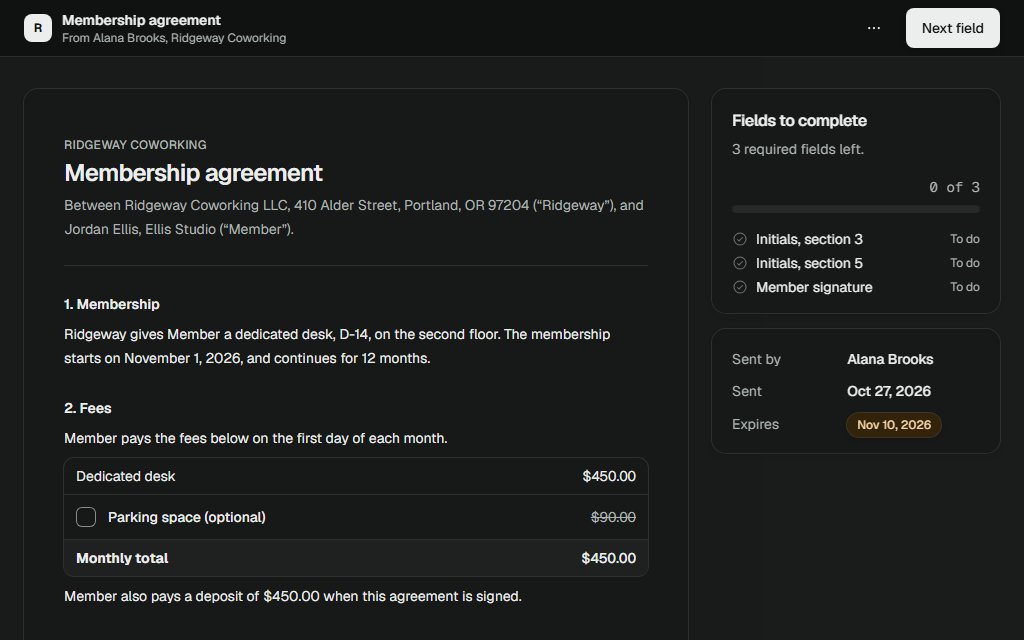 R
Membership agreement
From Alana Brooks, Ridgeway Coworking
...
Next field
RIDGEWAY COWORKING
Membership agreement
Between Ridgeway Coworking LLC, 410 Alder Street, Portland, OR 97204 (“Ridgeway”), and
Jordan Ellis, Ellis Studio (“Member”).
1. Membership
Ridgeway gives Member a dedicated desk, D-14, on the second floor. The membership
starts on November 1, 2026, and continues for 12 months.
2. Fees
Member pays the fees below on the first day of each month.
Dedicated desk $450.00
Parking space (optional) $90.00
Monthly total $450.00
Member also pays a deposit of $450.00 when this agreement is signed.
Fields to complete
3 required fields left.
0 of 3
Initials, section 3 To do
Initials, section 5 To do
Member signature To do
Sent by Alana Brooks
Sent Oct 27, 2026
Expires Nov 10, 2026